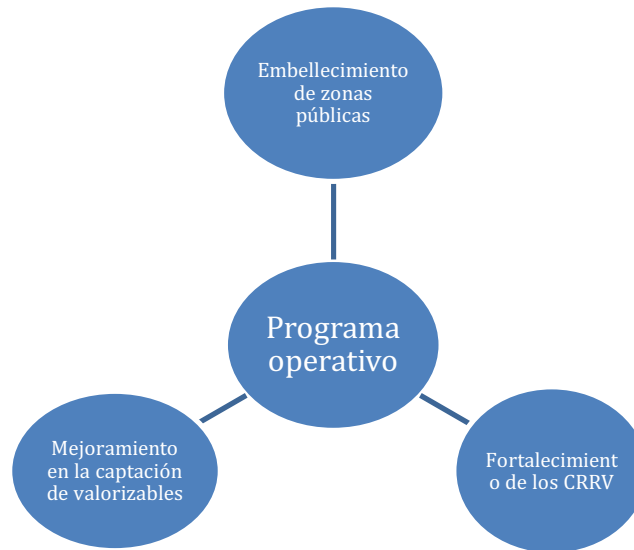 Embellecimiento
de zonas
públicas
Programa
operativo
Mejoramiento
en la captación
de valorizables
Fortalecimient
o de los CRRV